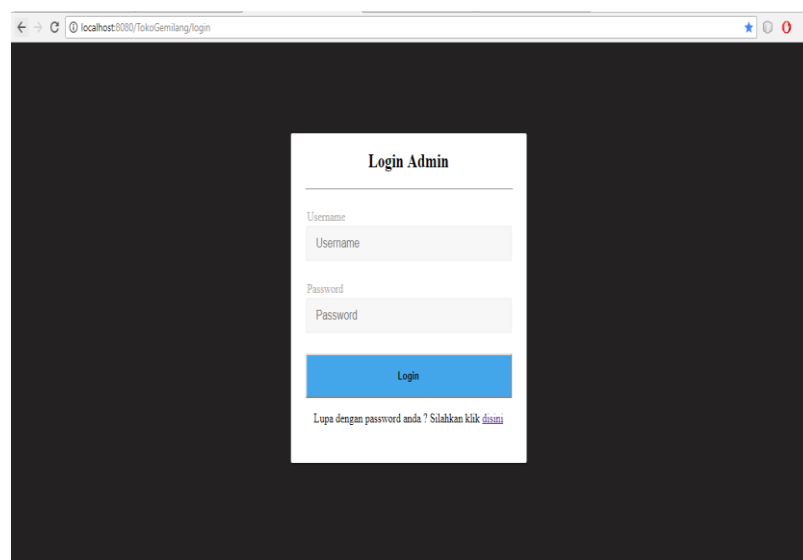 localhost:8080/TokoGemilang/login
Login Admin
Username
Username
Password
Password
Login
Lupa dengan password anda ? Silahkan klik disini